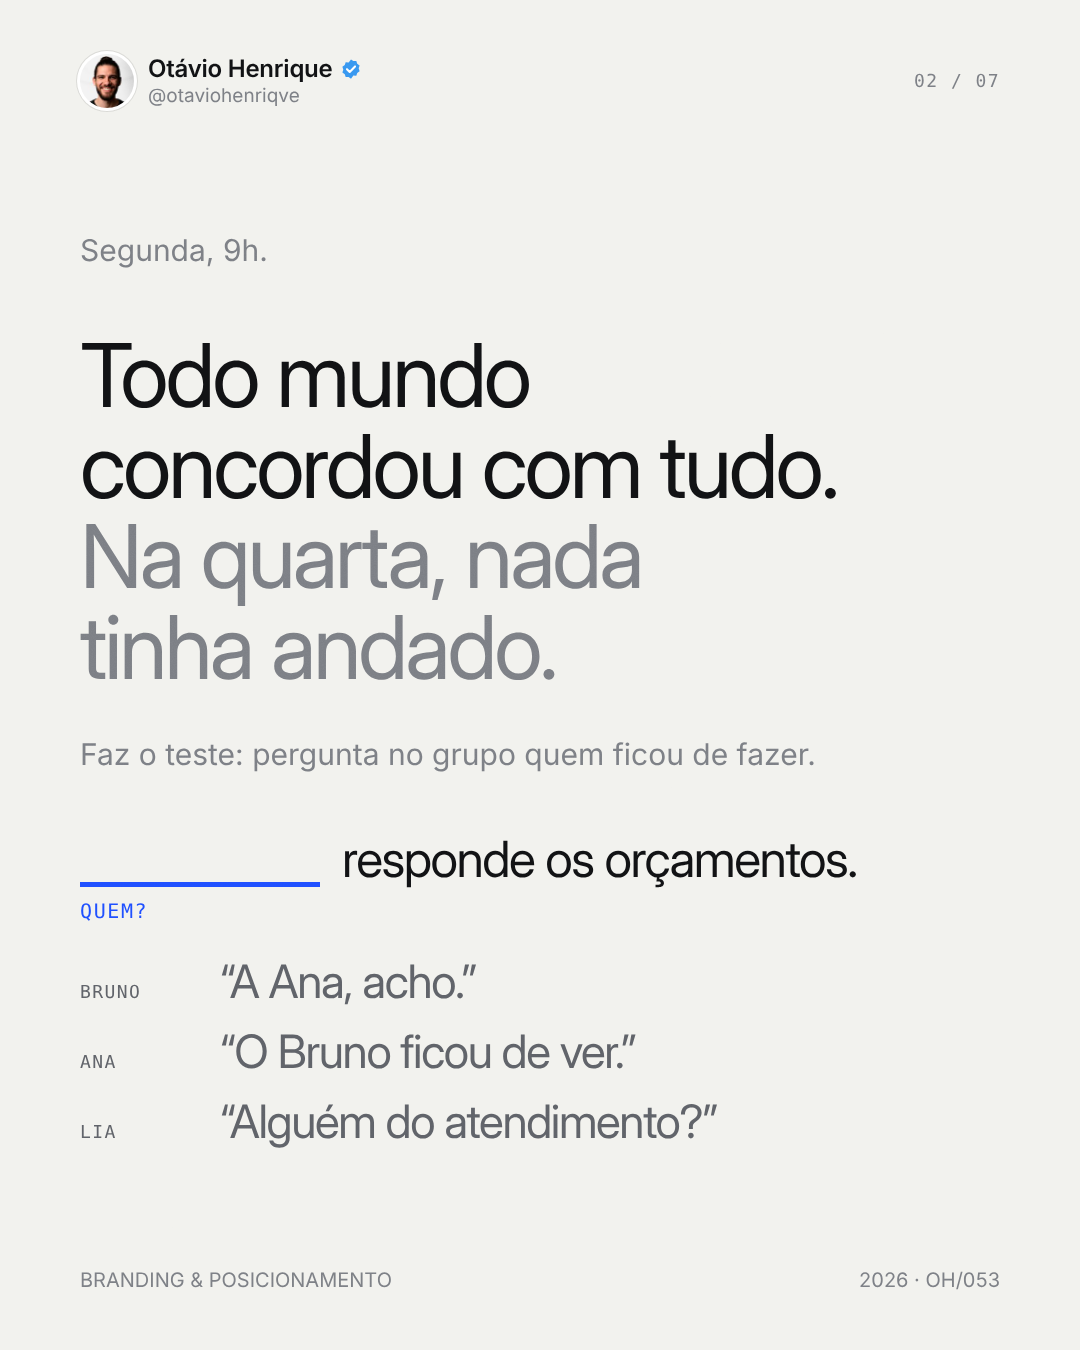 Otávio Henrique
@otaviohenriqve
02 / 07
Segunda, 9h.
Todo mundo
concordou com tudo.
Na quarta, nada
tinha andado.
Faz o teste: pergunta no grupo quem ficou de fazer.
responde os orçamentos.
QUEM?
BRUNO “A Ana, acho.”
ANA “O Bruno ficou de ver.”
LIA “Alguém do atendimento?”
BRANDING & POSICIONAMENTO
2026 · OH/053